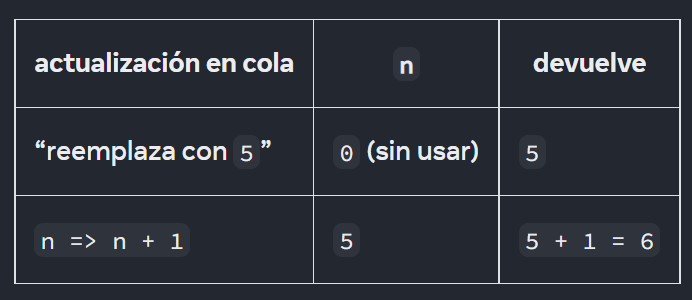 actualización en cola n devuelve
“reemplaza con 5” 0 (sin usar) 5
n => n + 1 5 5 + 1 = 6